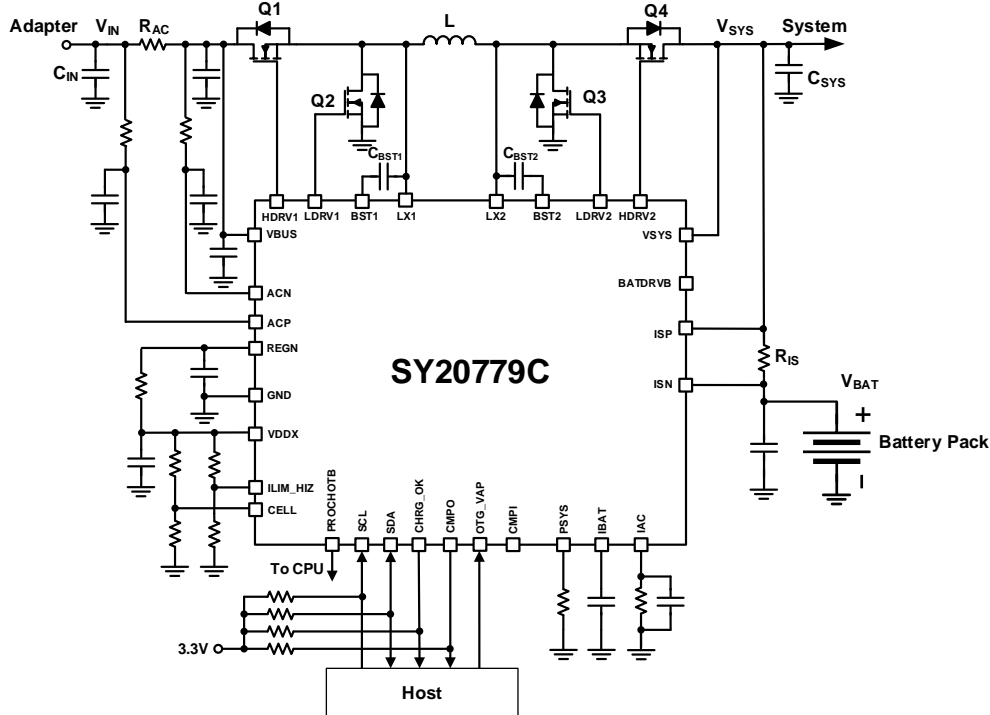 Q1
Q4
Adapter
VIN
RAC
L
VSYS
System
CIN
CSYS
Q2
Q3
CBST1
CBST2
HDRV1
LDRV1
BST1
LX1
LX2
BST2
LDRV2
HDRV2
VBUS
VSYS
BATDRVB
ACN
ACP
ISP
REGN
RIS
SY20779C
ISN
VBAT
GND
+
VDDX
Battery Pack
ILIM_HIZ
CELL
PROCHOTB
SCL
SDA
CHRG_OK
CMPO
OTG_VAP
CMPI
PSYS
IBAT
IAC
To CPU
3.3V
Host